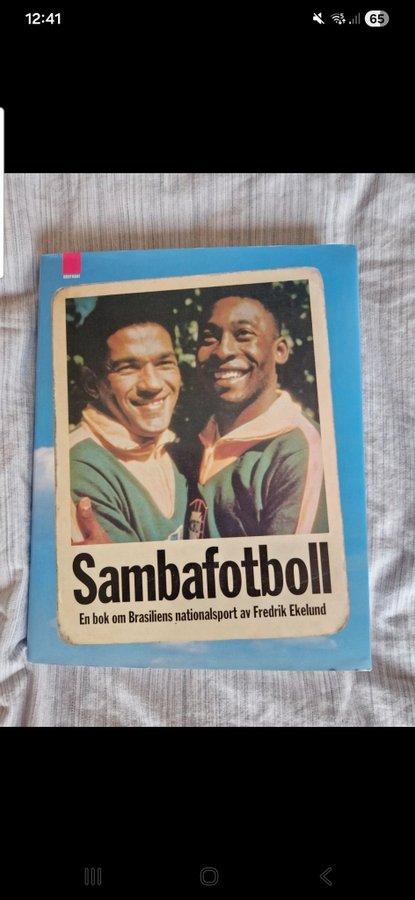 12:41
65
Sambafotboll
En bok om Brasiliens nationalsport av Fredrik Ekelund